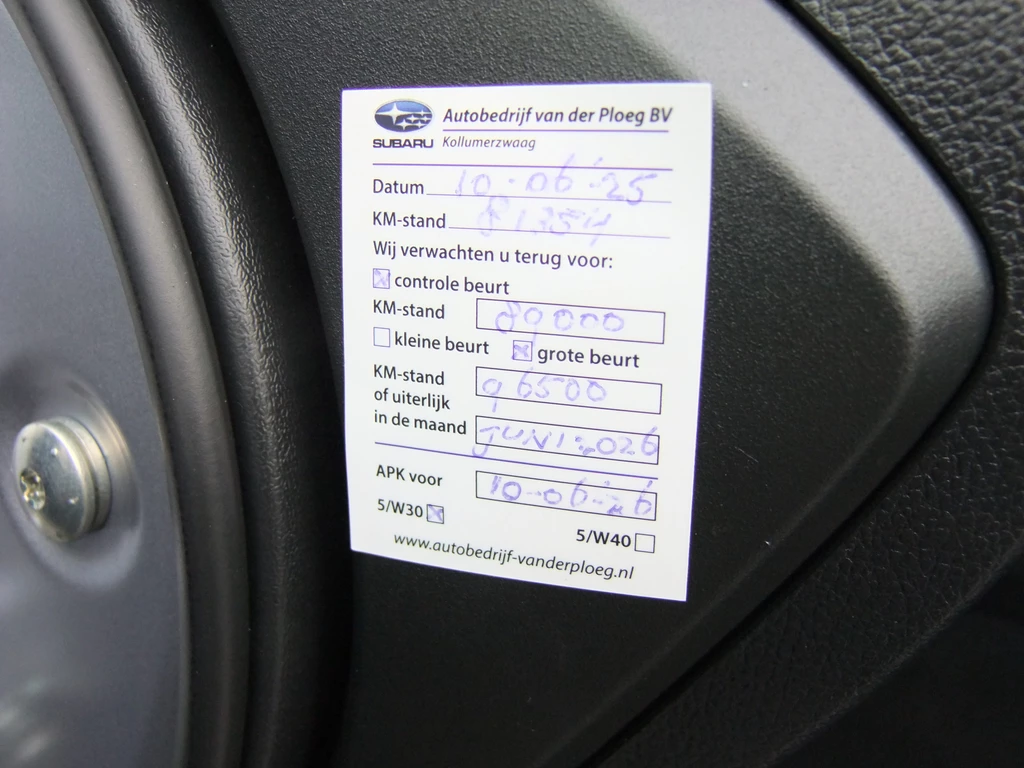 SUBARU Autobedrijf van der Ploeg BV
Kollumerzwaag
Datum 10-06-25
KM-stand 81354
Wij verwachten u terug voor:
controle beurt
KM-stand 89000
kleine beurt grote beurt
KM-stand 96500
of uiterlijk
in de maand JUNI 2026
APK voor 10-06-26
5/W30 5/W40
www.autobedrijf-vanderploeg.nl